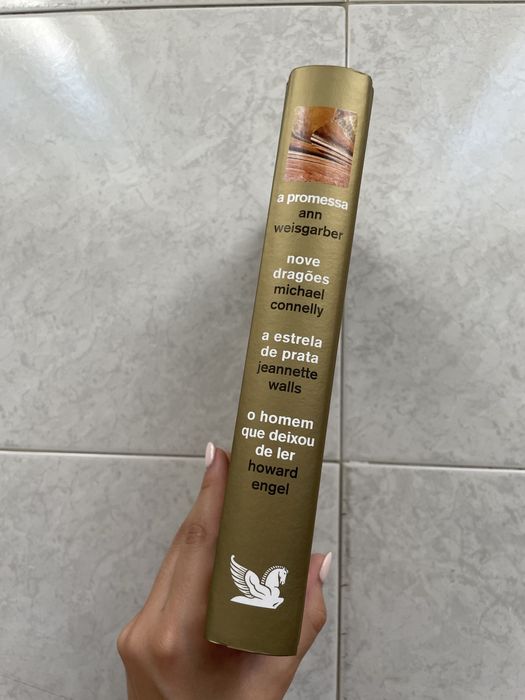 a promessa
ann
weisgarber
nove
dragões
michael
connelly
a estrela
de prata
jeannette
walls
o homem
que deixou
de ler
howard
engel